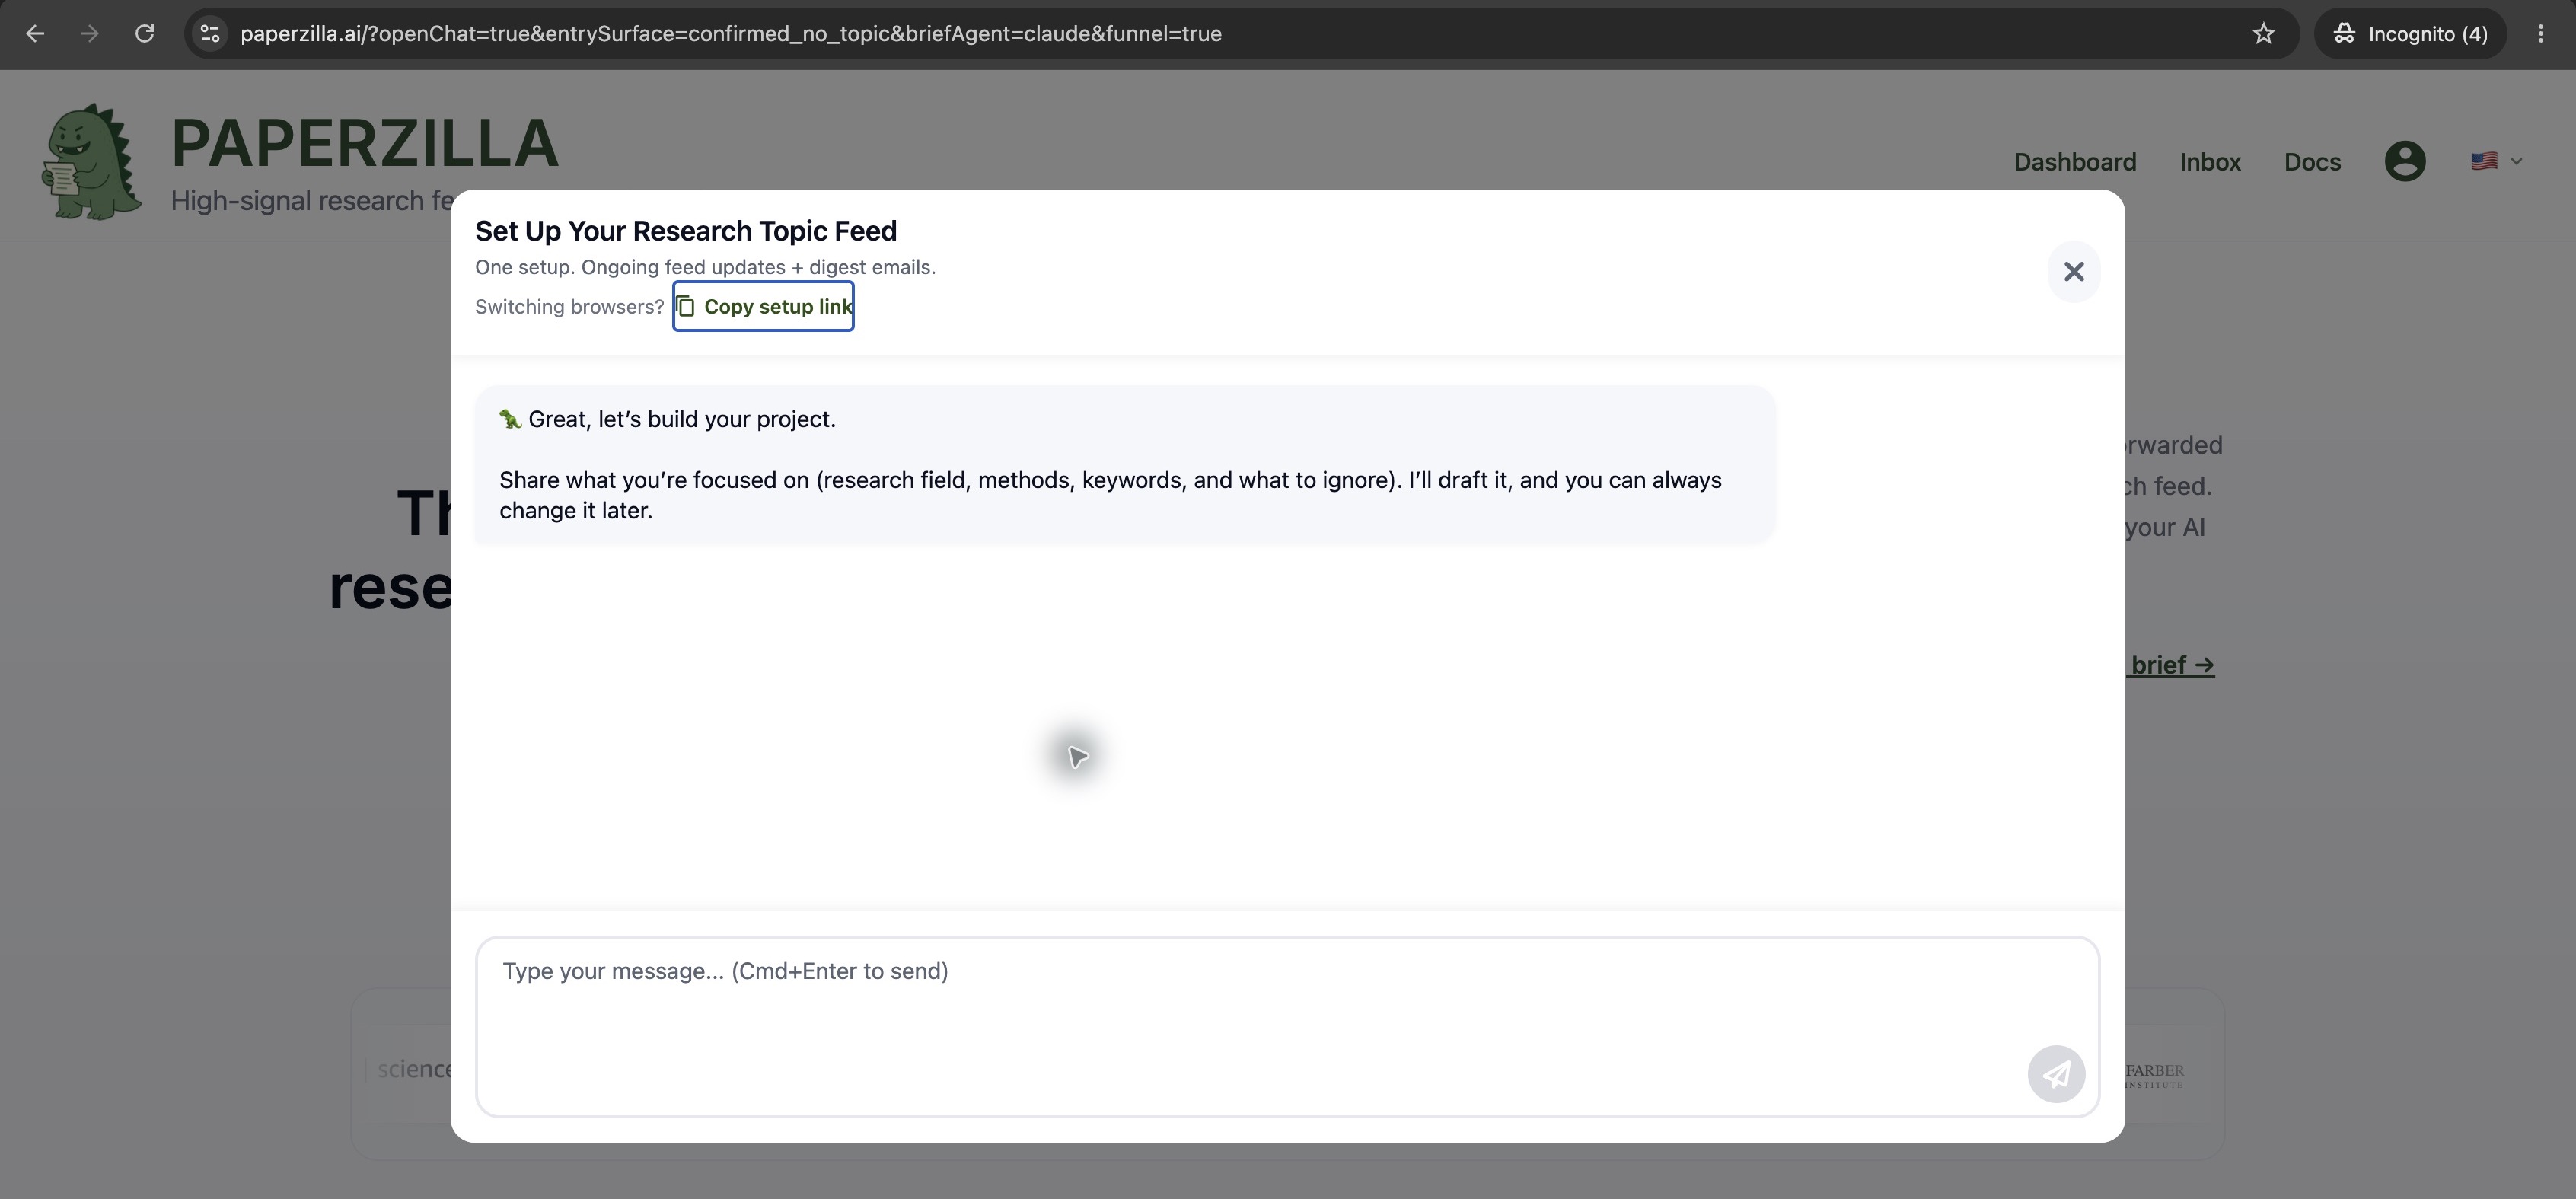 paperzilla.ai/?openChat=true&entrySurface=confirmed_no_topic&briefAgent=claude&funnel=true
Incognito (4)
PAPERZILLA
High-signal research fe
Dashboard
Inbox
Docs
Set Up Your Research Topic Feed
One setup. Ongoing feed updates + digest emails.
Switching browsers? Copy setup link
🦖 Great, let’s build your project.
Share what you’re focused on (research field, methods, keywords, and what to ignore). I’ll draft it, and you can always
change it later.
Th
rese
rwarded
ch feed.
your AI
brief →
Type your message... (Cmd+Enter to send)
science
FARBER
INSTITUTE